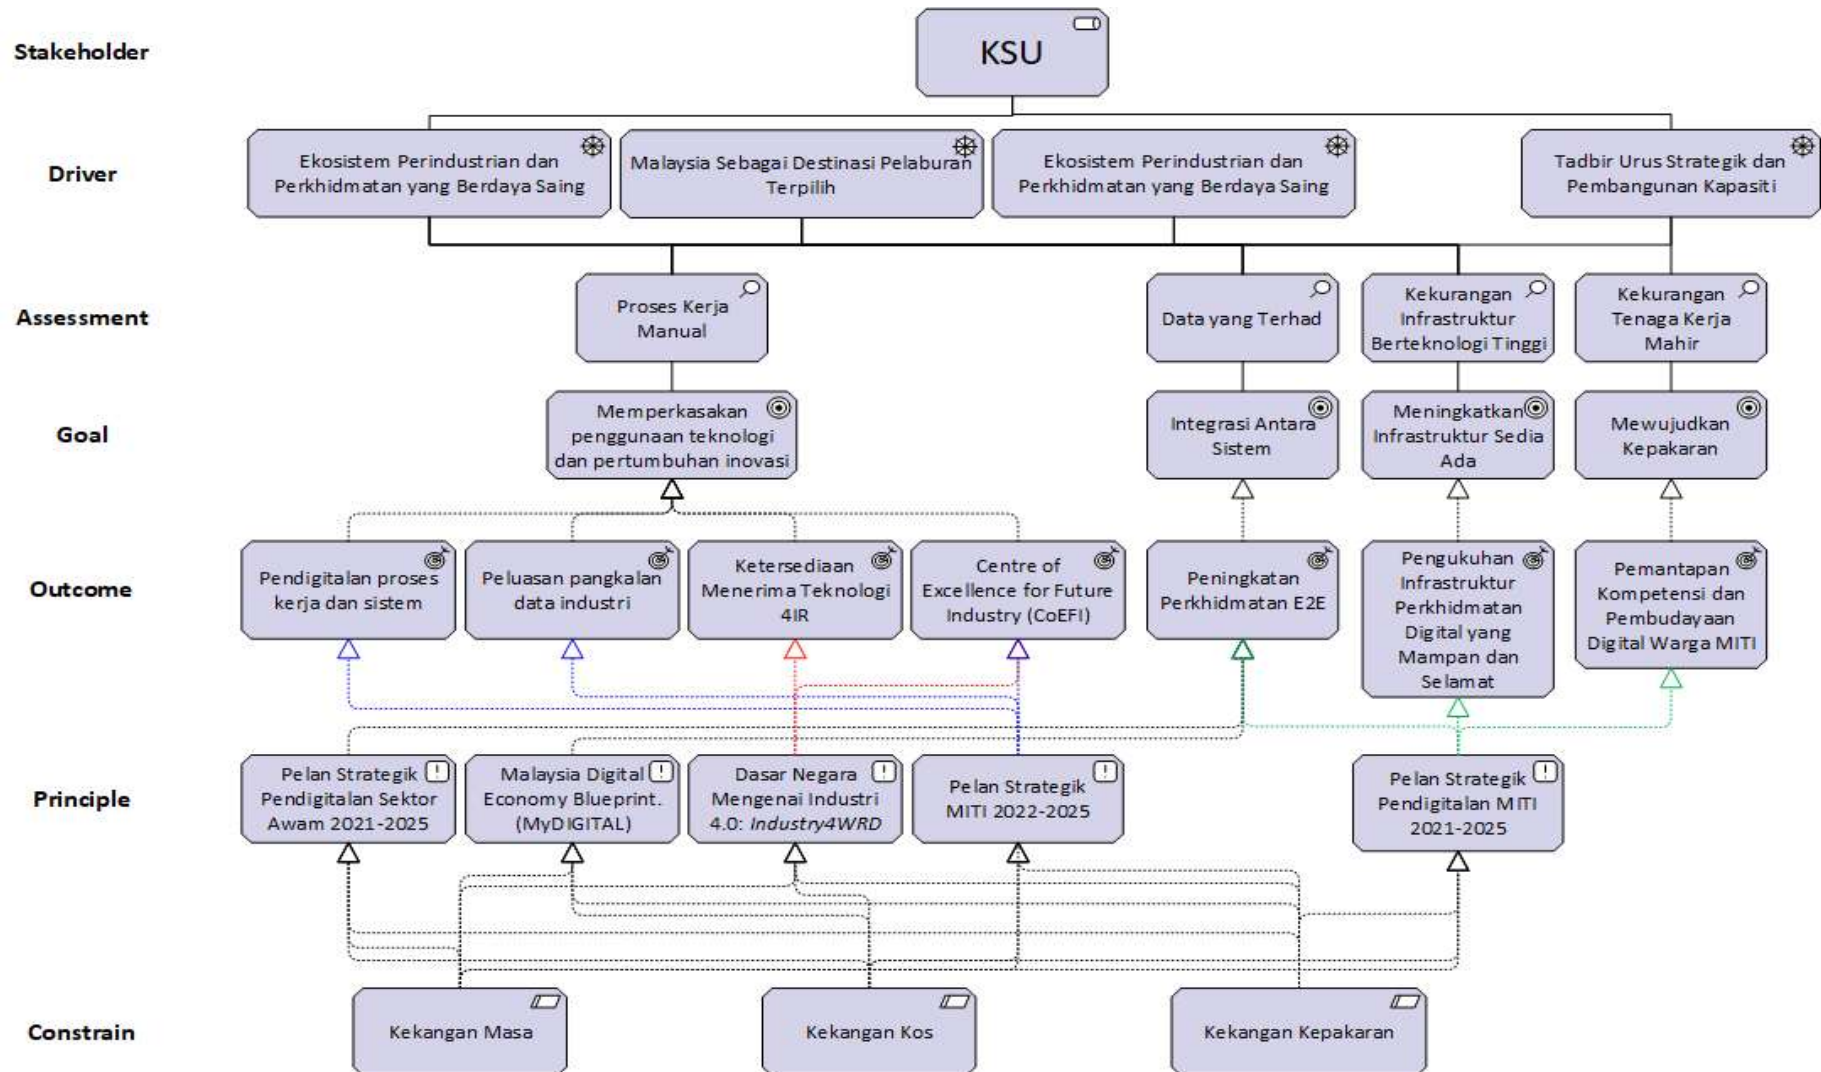 Stakeholder
KSU
Driver
Ekosistem Perindustrian dan
Perkhidmatan yang Berdaya Saing
Malaysia Sebagai Destinasi Pelaburan
Terpilih
Ekosistem Perindustrian dan
Perkhidmatan yang Berdaya Saing
Tadbir Urus Strategik dan
Pembangunan Kapasiti
Assessment
Proses Kerja
Manual
Data yang Terhad
Kekurangan
Infrastruktur
Berteknologi Tinggi
Kekurangan
Tenaga Kerja
Mahir
Goal
Memperkasakan
penggunaan teknologi
dan pertumbuhan inovasi
Integrasi Antara
Sistem
Meningkatkan
Infrastruktur Sedia
Ada
Mewujudkan
Kepakaran
Outcome
Pendigitalan proses
kerja dan sistem
Peluasan pangkalan
data industri
Ketersediaan
Menerima Teknologi
4IR
Centre of
Excellence for Future
Industry (CoEFI)
Peningkatan
Perkhidmatan E2E
Pengukuhan
Infrastruktur
Perkhidmatan
Digital yang
Mampan dan
Selamat
Pemantapan
Kompetensi dan
Pembudayaan
Digital Warga MITI
Principle
Pelan Strategik
Pendigitalan Sektor
Awam 2021-2025
Malaysia Digital
Economy Blueprint.
(MyDIGITAL)
Dasar Negara
Mengenai Industri
4.0: Industry4WRD
Pelan Strategik
MITI 2022-2025
Pelan Strategik
Pendigitalan MITI
2021-2025
Constrain
Kekangan Masa
Kekangan Kos
Kekangan Kepakaran